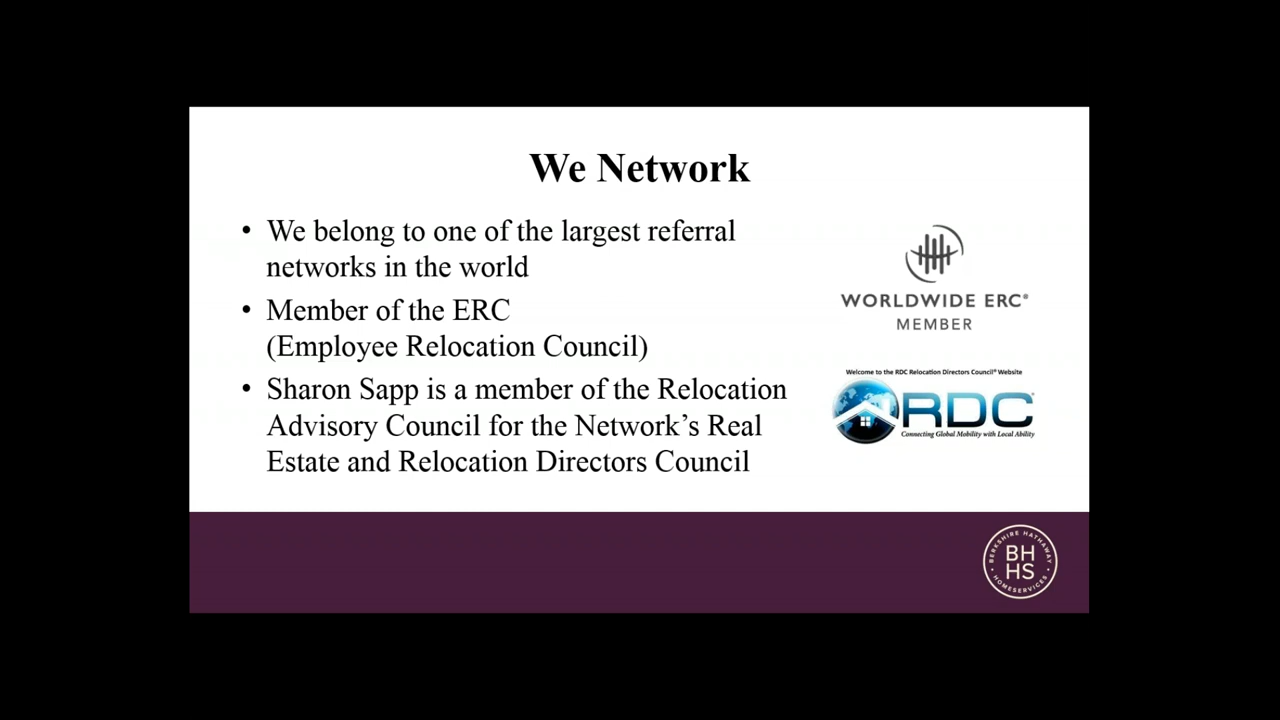 We Network
• We belong to one of the largest referral
networks in the world
• Member of the ERC
(Employee Relocation Council)
• Sharon Sapp is a member of the Relocation
Advisory Council for the Network’s Real
Estate and Relocation Directors Council
WORLDWIDE ERC®
MEMBER
Welcome to the RDC Relocation Directors Council® Website
RDC
Connecting Global Mobility with Local Ability
BERKSHIRE HATHAWAY
BH
HS
HOMESERVICES